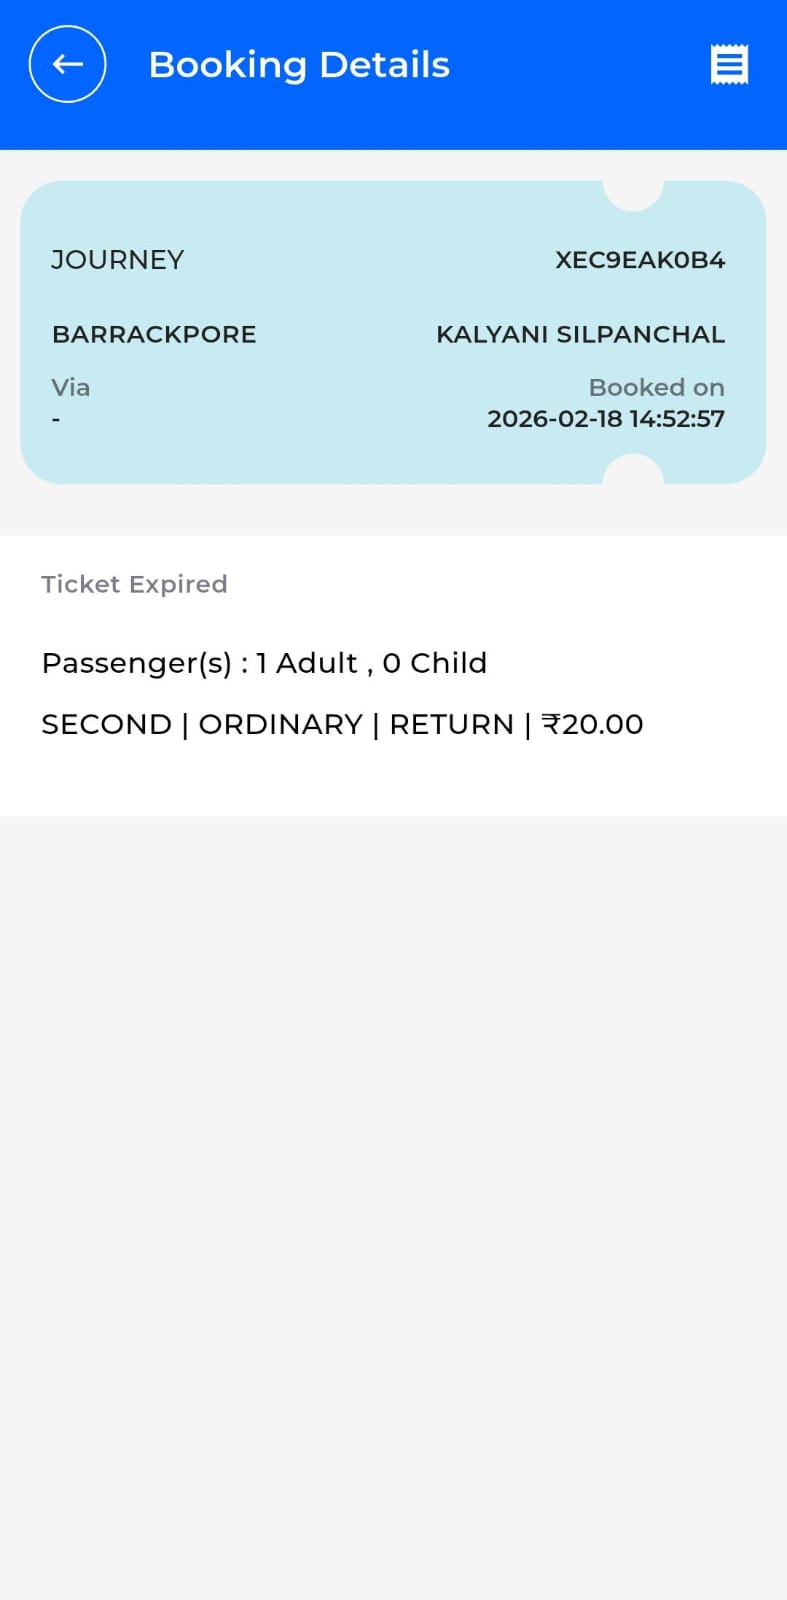 Booking Details
JOURNEY XEC9EAK0B4
BARRACKPORE KALYANI SILPANCHAL
Via Booked on
- 2026-02-18 14:52:57
Ticket Expired
Passenger(s) : 1 Adult , 0 Child
SECOND | ORDINARY | RETURN | ₹20.00